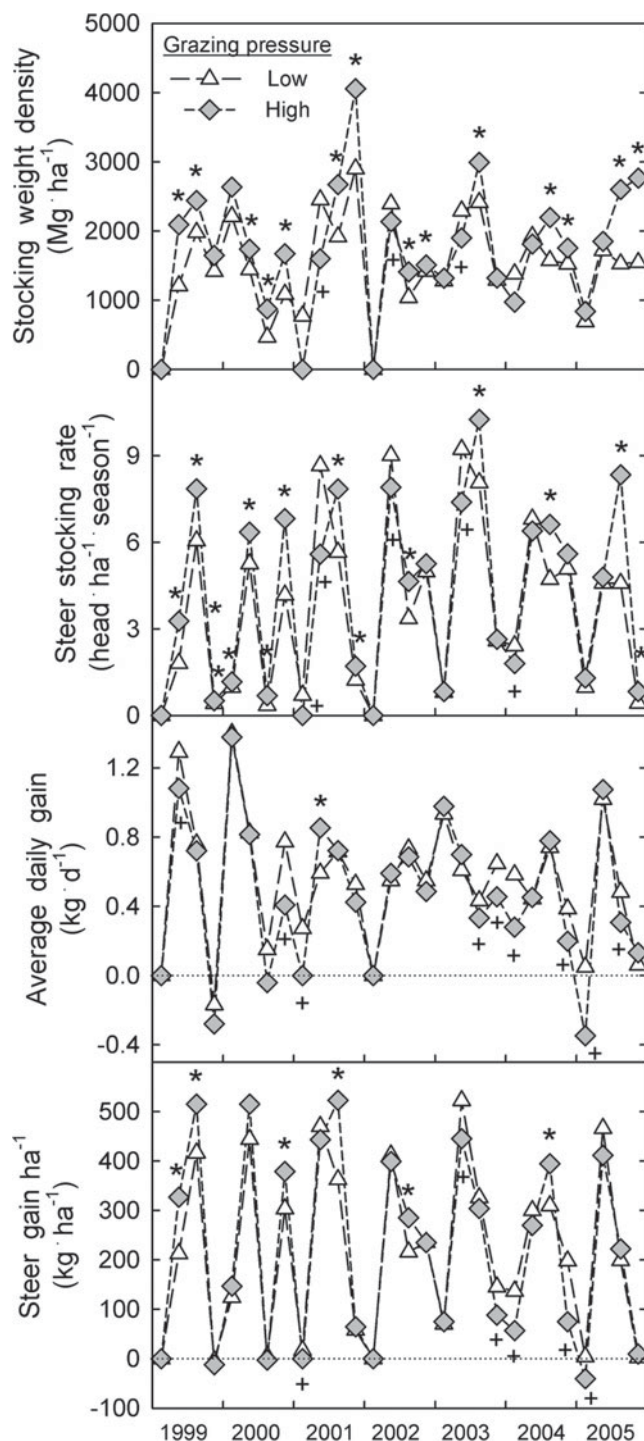 Stocking weight density
(Mg · ha⁻¹)
5000
4000
3000
2000
1000
0
Grazing pressure
Low
High
* * * * * * * + + * * + * * * * *
Steer stocking rate
(head · ha⁻¹ · season⁻¹)
9
6
3
0
* * * * * * * * + + * * + * + * + * *
Average daily gain
(kg · d⁻¹)
1.2
0.8
0.4
0.0
-0.4
+ + + * + + + + + +
Steer gain ha⁻¹
(kg · ha⁻¹)
500
400
300
200
100
0
-100
* * * + * * + + + * + +
1999 2000 2001 2002 2003 2004 2005